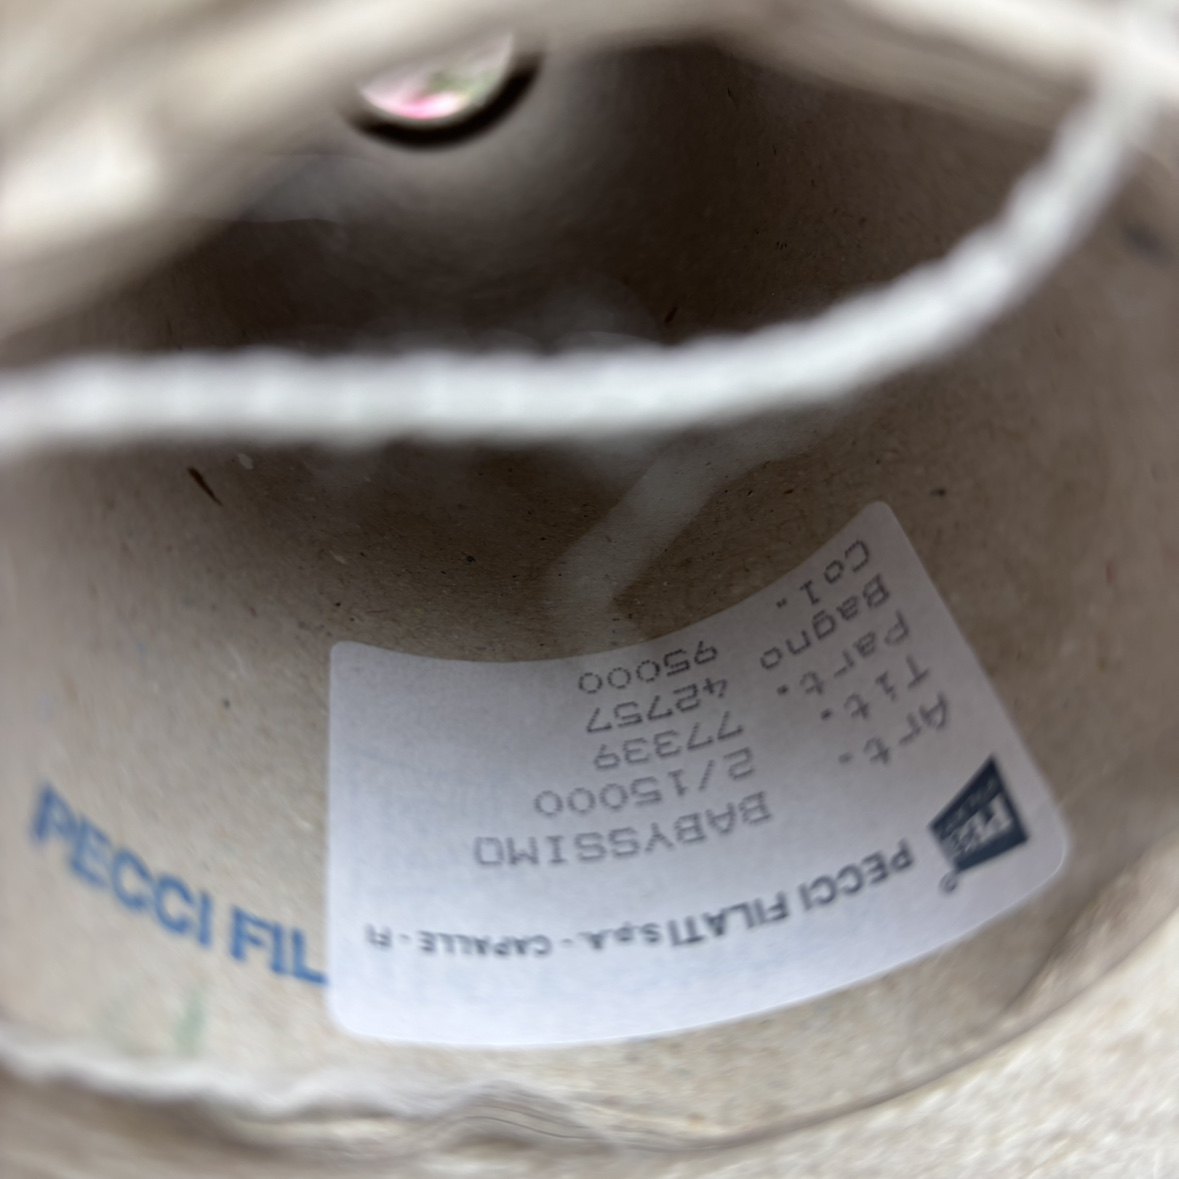 PECCI FILATI S.p.A. - CAPALLE - FI
Art. BABYSSIMO
Tit. 2/15000
Part. 77339
Bagno 42757
Col. 95000
PECCI FIL